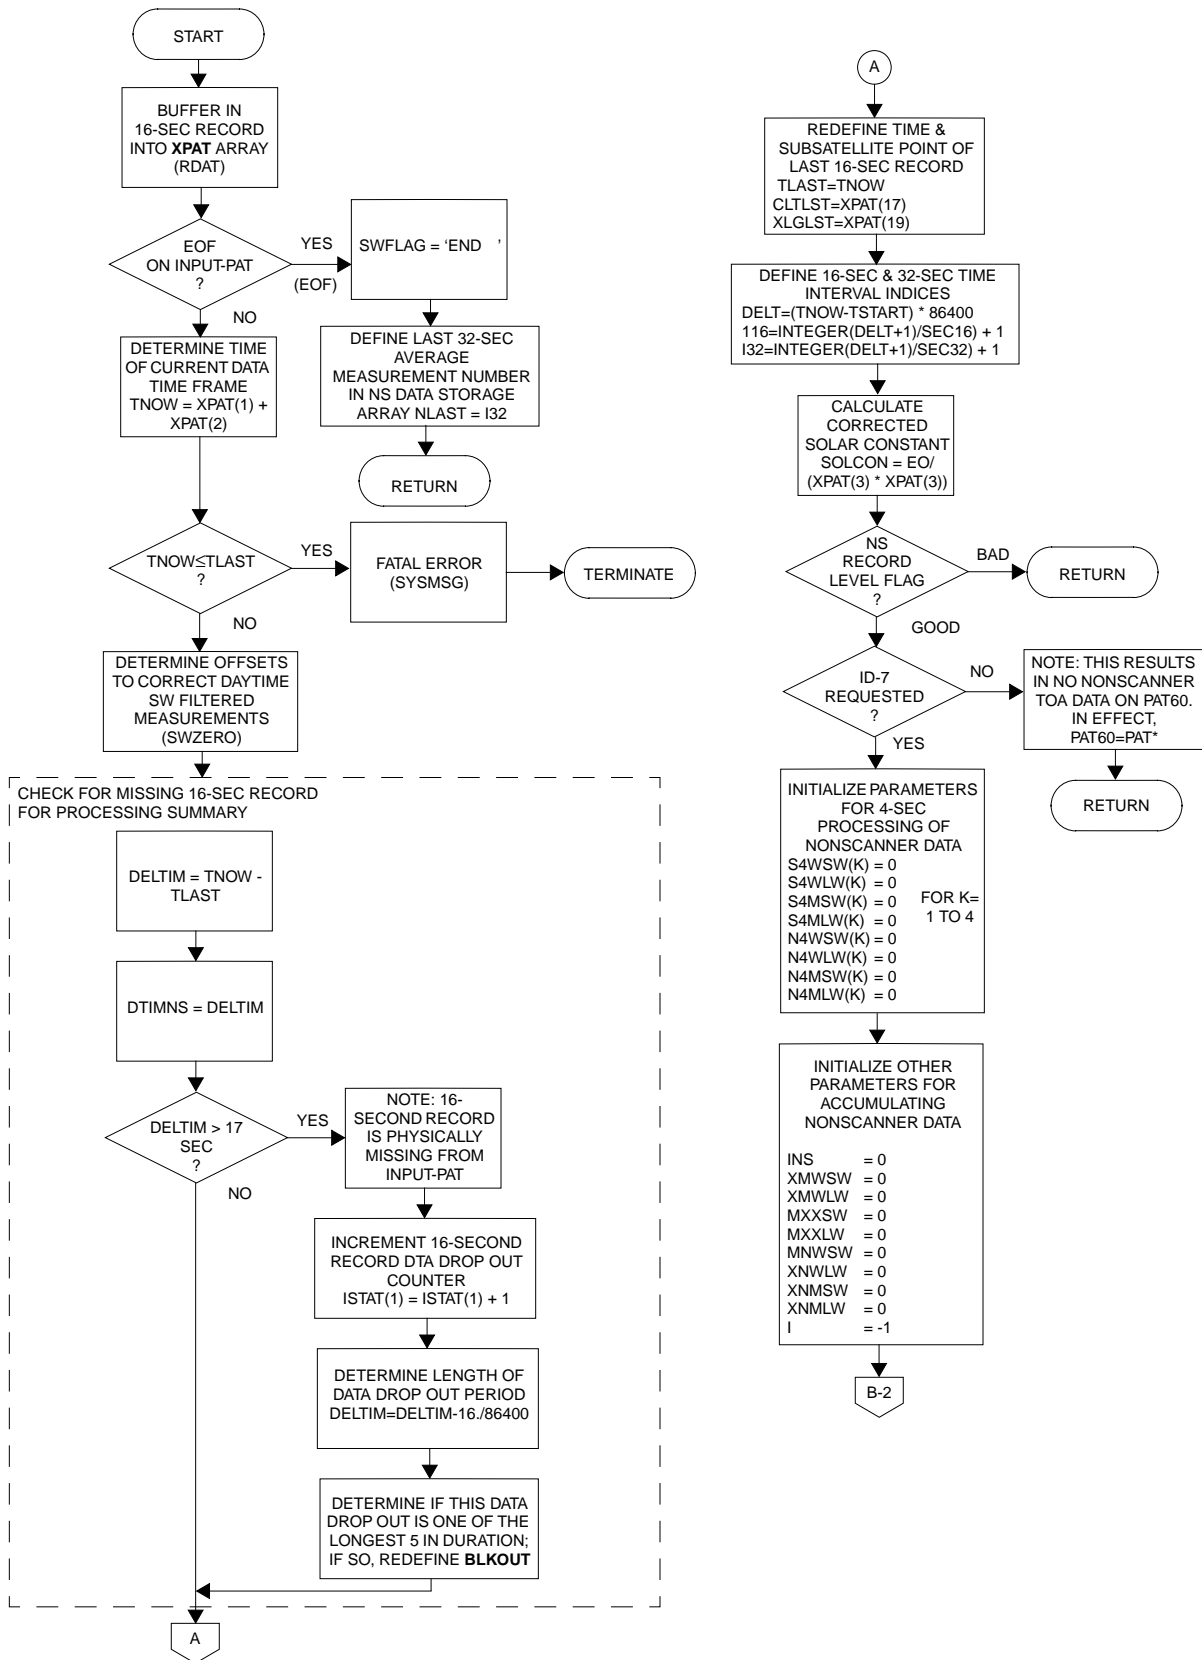 START
BUFFER IN
16-SEC RECORD
INTO XPAT ARRAY
(RDAT)
EOF
ON INPUT-PAT
?
YES
(EOF)
SWFLAG = 'END   '
DEFINE LAST 32-SEC
AVERAGE
MEASUREMENT NUMBER
IN NS DATA STORAGE
ARRAY NLAST = I32
RETURN
NO
DETERMINE TIME
OF CURRENT DATA
TIME FRAME
TNOW = XPAT(1) +
XPAT(2)
TNOW≤TLAST
?
YES
FATAL ERROR
(SYSMSG)
TERMINATE
NO
DETERMINE OFFSETS
TO CORRECT DAYTIME
SW FILTERED
MEASUREMENTS
(SWZERO)
CHECK FOR MISSING 16-SEC RECORD
FOR PROCESSING SUMMARY
DELTIM = TNOW -
TLAST
DTIMNS = DELTIM
DELTIM > 17
SEC
?
YES
NOTE: 16-
SECOND RECORD
IS PHYSICALLY
MISSING FROM
INPUT-PAT
NO
INCREMENT 16-SECOND
RECORD DTA DROP OUT
COUNTER
ISTAT(1) = ISTAT(1) + 1
DETERMINE LENGTH OF
DATA DROP OUT PERIOD
DELTIM=DELTIM-16./86400
DETERMINE IF THIS DATA
DROP OUT IS ONE OF THE
LONGEST 5 IN DURATION;
IF SO, REDEFINE BLKOUT
A
A
REDEFINE TIME &
SUBSATELLITE POINT OF
LAST 16-SEC RECORD
TLAST=TNOW
CLTLST=XPAT(17)
XLGLST=XPAT(19)
DEFINE 16-SEC & 32-SEC TIME
INTERVAL INDICES
DELT=(TNOW-TSTART) * 86400
116=INTEGER(DELT+1)/SEC16) + 1
I32=INTEGER(DELT+1)/SEC32) + 1
CALCULATE
CORRECTED
SOLAR CONSTANT
SOLCON = EO/
(XPAT(3) * XPAT(3))
NS
RECORD
LEVEL FLAG
?
BAD
RETURN
GOOD
ID-7
REQUESTED
?
NO
NOTE: THIS RESULTS
IN NO NONSCANNER
TOA DATA ON PAT60.
IN EFFECT,
PAT60=PAT*
RETURN
YES
INITIALIZE PARAMETERS
FOR 4-SEC
PROCESSING OF
NONSCANNER DATA
S4WSW(K) = 0
S4WLW(K) = 0
S4MSW(K) = 0
S4MLW(K) = 0
N4WSW(K) = 0
N4WLW(K) = 0
N4MSW(K) = 0
N4MLW(K) = 0
FOR K=
1 TO 4
INITIALIZE OTHER
PARAMETERS FOR
ACCUMULATING
NONSCANNER DATA
INS = 0
XMWSW = 0
XMWLW = 0
MXXSW = 0
MXXLW = 0
MNWSW = 0
XNWLW = 0
XNMSW = 0
XNMLW = 0
I = -1
B-2